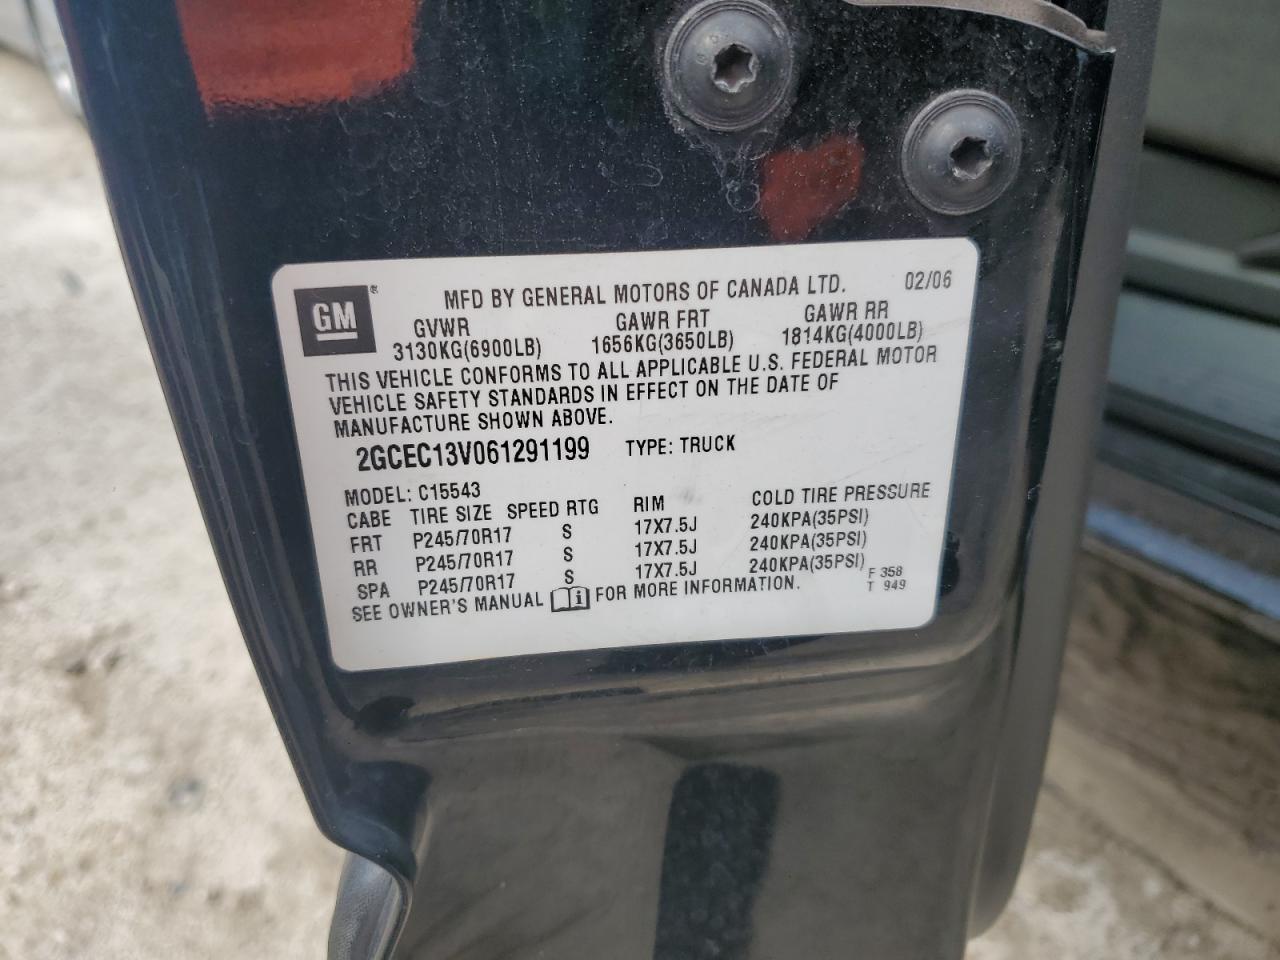 GM® MFD BY GENERAL MOTORS OF CANADA LTD. 02/06
GVWR GAWR FRT GAWR RR
3130KG(6900LB) 1656KG(3650LB) 1814KG(4000LB)
THIS VEHICLE CONFORMS TO ALL APPLICABLE U.S. FEDERAL MOTOR
VEHICLE SAFETY STANDARDS IN EFFECT ON THE DATE OF
MANUFACTURE SHOWN ABOVE.
2GCEC13V061291199 TYPE: TRUCK
MODEL: C15543
CABE TIRE SIZE SPEED RTG RIM COLD TIRE PRESSURE
FRT P245/70R17 S 17X7.5J 240KPA(35PSI)
RR P245/70R17 S 17X7.5J 240KPA(35PSI)
SPA P245/70R17 S 17X7.5J 240KPA(35PSI) F 358
SEE OWNER'S MANUAL i FOR MORE INFORMATION. T 949